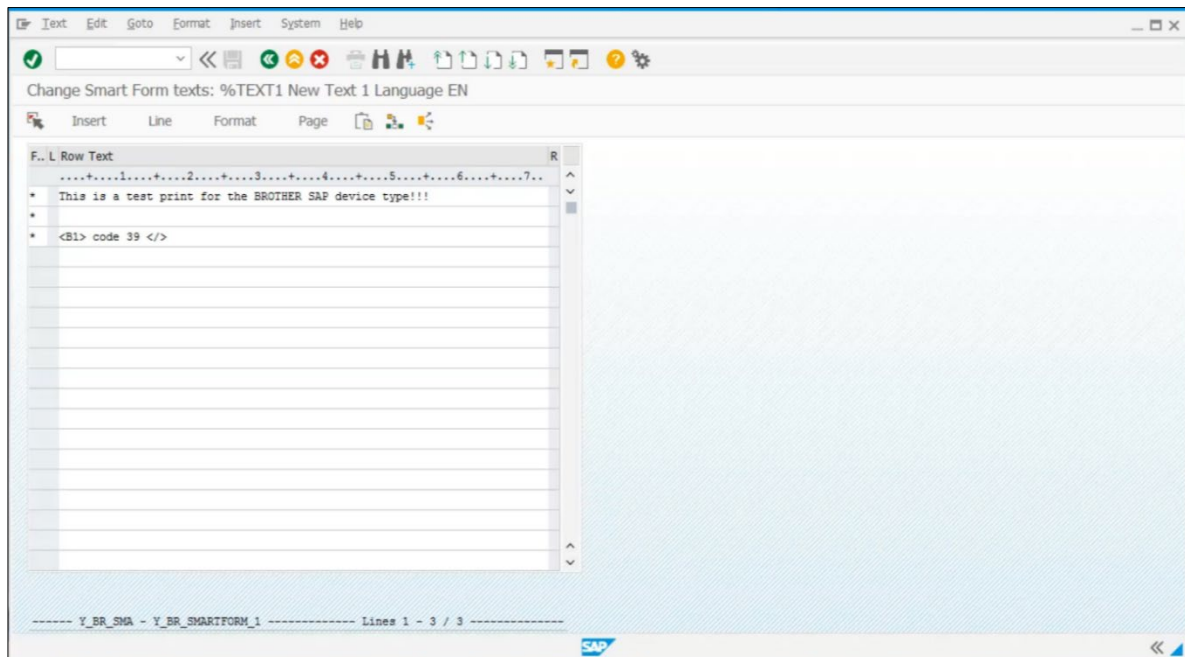 Text Edit Goto Format Insert System Help
Change Smart Form texts: %TEXT1 New Text 1 Language EN
Insert Line Format Page
F.. L Row Text R
....+....1....+....2....+....3....+....4....+....5....+....6....+....7..
* This is a test print for the BROTHER SAP device type!!!
*
* <B1> code 39 </>
------ Y_BR_SMA - Y_BR_SMARTFORM_1 ------------- Lines 1 - 3 / 3 --------------
SAP